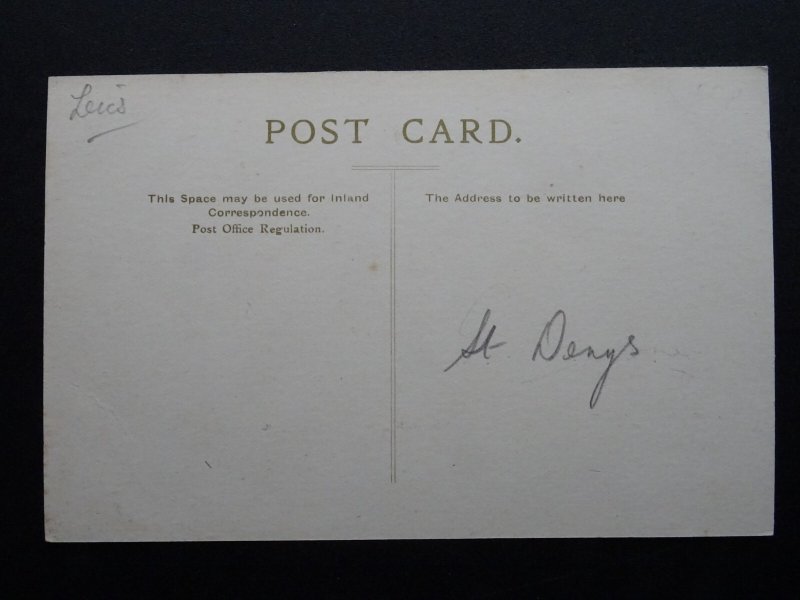 Leics
POST CARD.
This Space may be used for Inland
Correspondence.
Post Office Regulation.
The Address to be written here
St Denys